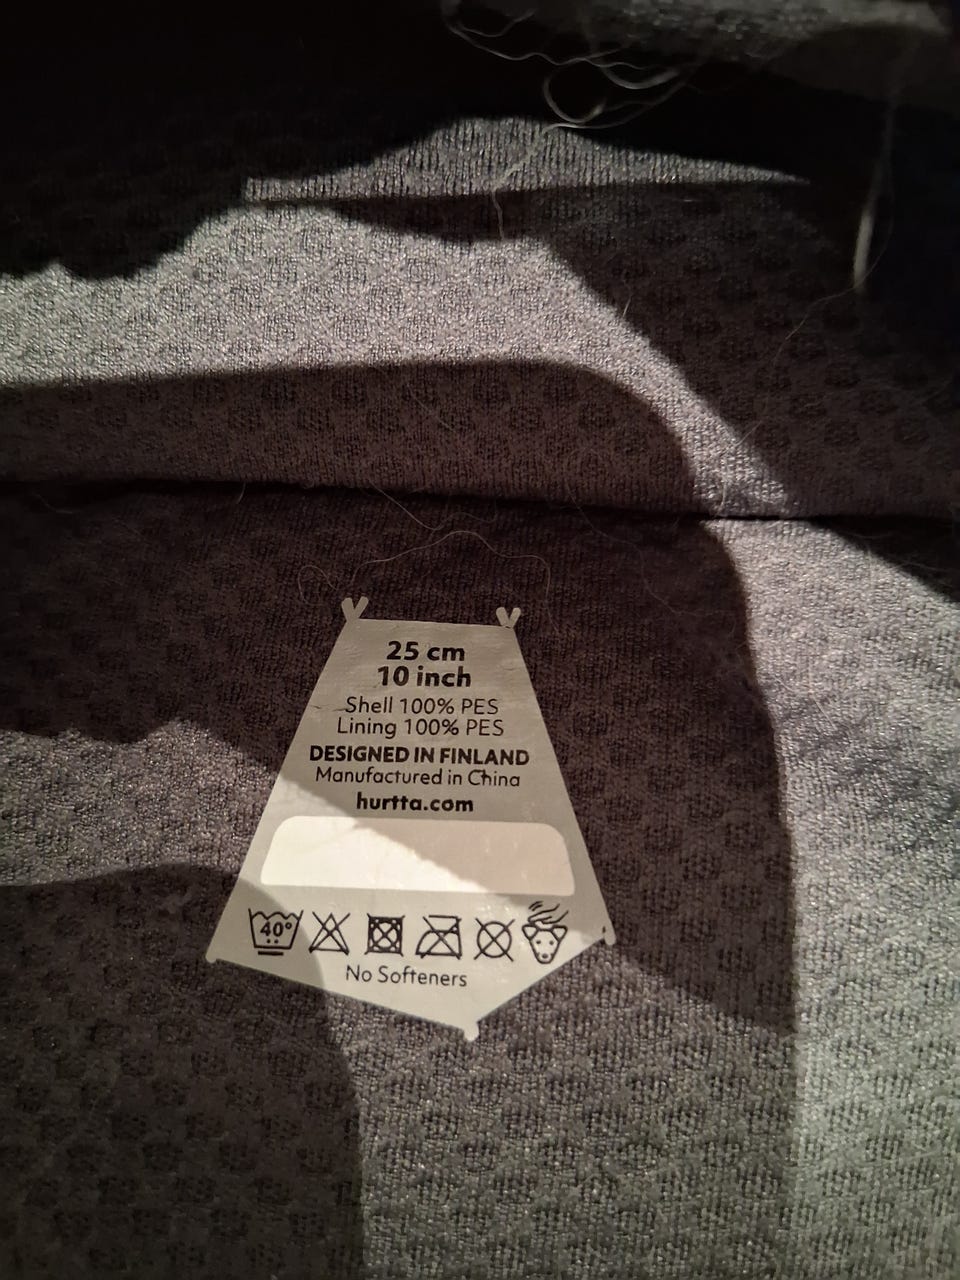 25 cm
10 inch
Shell 100% PES
Lining 100% PES
DESIGNED IN FINLAND
Manufactured in China
hurtta.com
40°
No Softeners